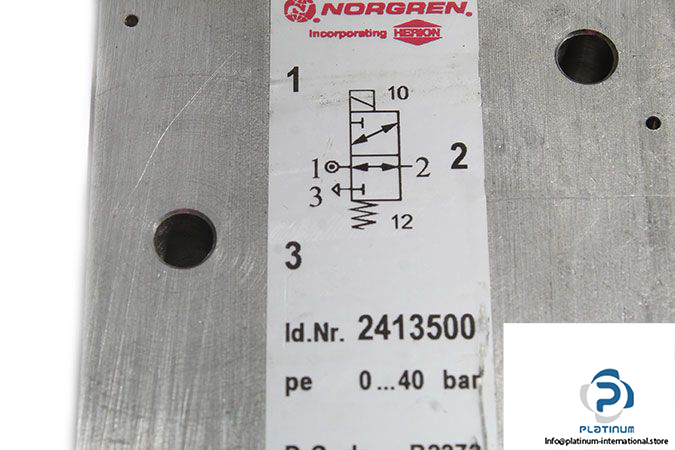 NORGREN.
Incorporating HERION
1
10
1 2
2
3
12
3
Id.Nr. 2413500
pe 0...40 bar
PLATINUM
Info@platinum-international.store